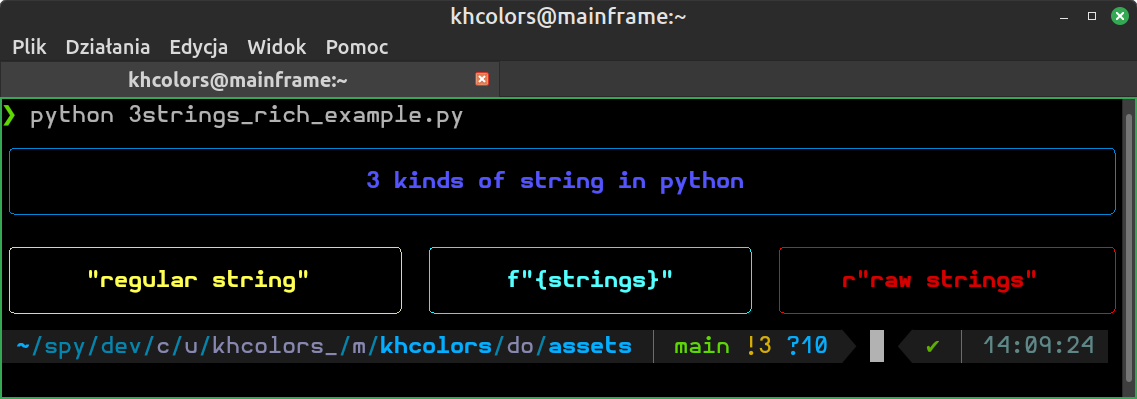 khcolors@mainframe:~
Plik Działania Edycja Widok Pomoc
khcolors@mainframe:~
❯ python 3strings_rich_example.py
3 kinds of string in python
"regular string" f"{strings}" r"raw strings"
~/spy/dev/c/u/khcolors_/m/khcolors/do/assets main !3 ?10 ✔ 14:09:24